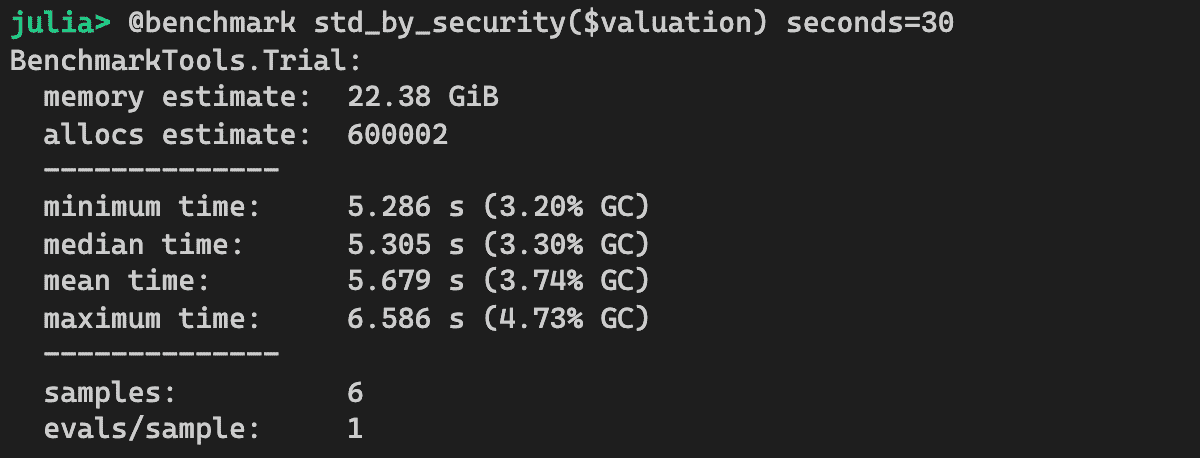 julia> @benchmark std_by_security($valuation) seconds=30
BenchmarkTools.Trial:
  memory estimate:  22.38 GiB
  allocs estimate:  600002
  --------------
  minimum time:     5.286 s (3.20% GC)
  median time:      5.305 s (3.30% GC)
  mean time:        5.679 s (3.74% GC)
  maximum time:     6.586 s (4.73% GC)
  --------------
  samples:          6
  evals/sample:     1